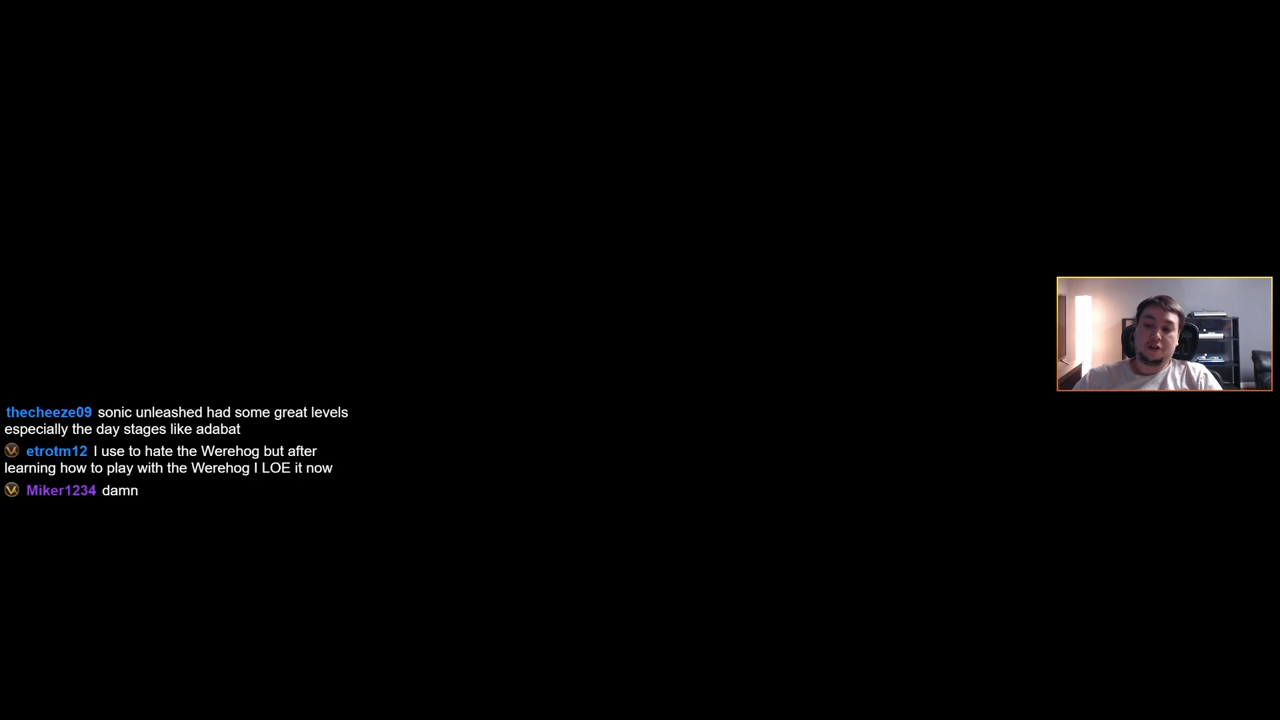 thecheeze09 sonic unleashed had some great levels
especially the day stages like adabat
etrotm12 I use to hate the Werehog but after
learning how to play with the Werehog I LOE it now
Miker1234 damn